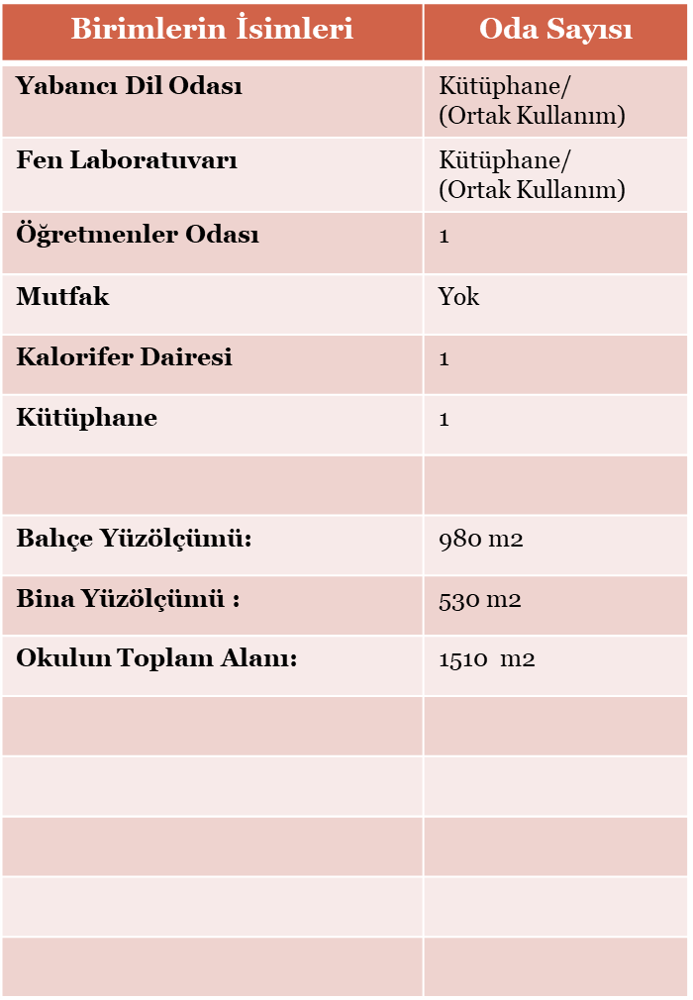 Birimlerin İsimleri Oda Sayısı
Yabancı Dil Odası Kütüphane/
(Ortak Kullanım)
Fen Laboratuvarı Kütüphane/
(Ortak Kullanım)
Öğretmenler Odası 1
Mutfak Yok
Kalorifer Dairesi 1
Kütüphane 1
Bahçe Yüzölçümü: 980 m2
Bina Yüzölçümü : 530 m2
Okulun Toplam Alanı: 1510 m2